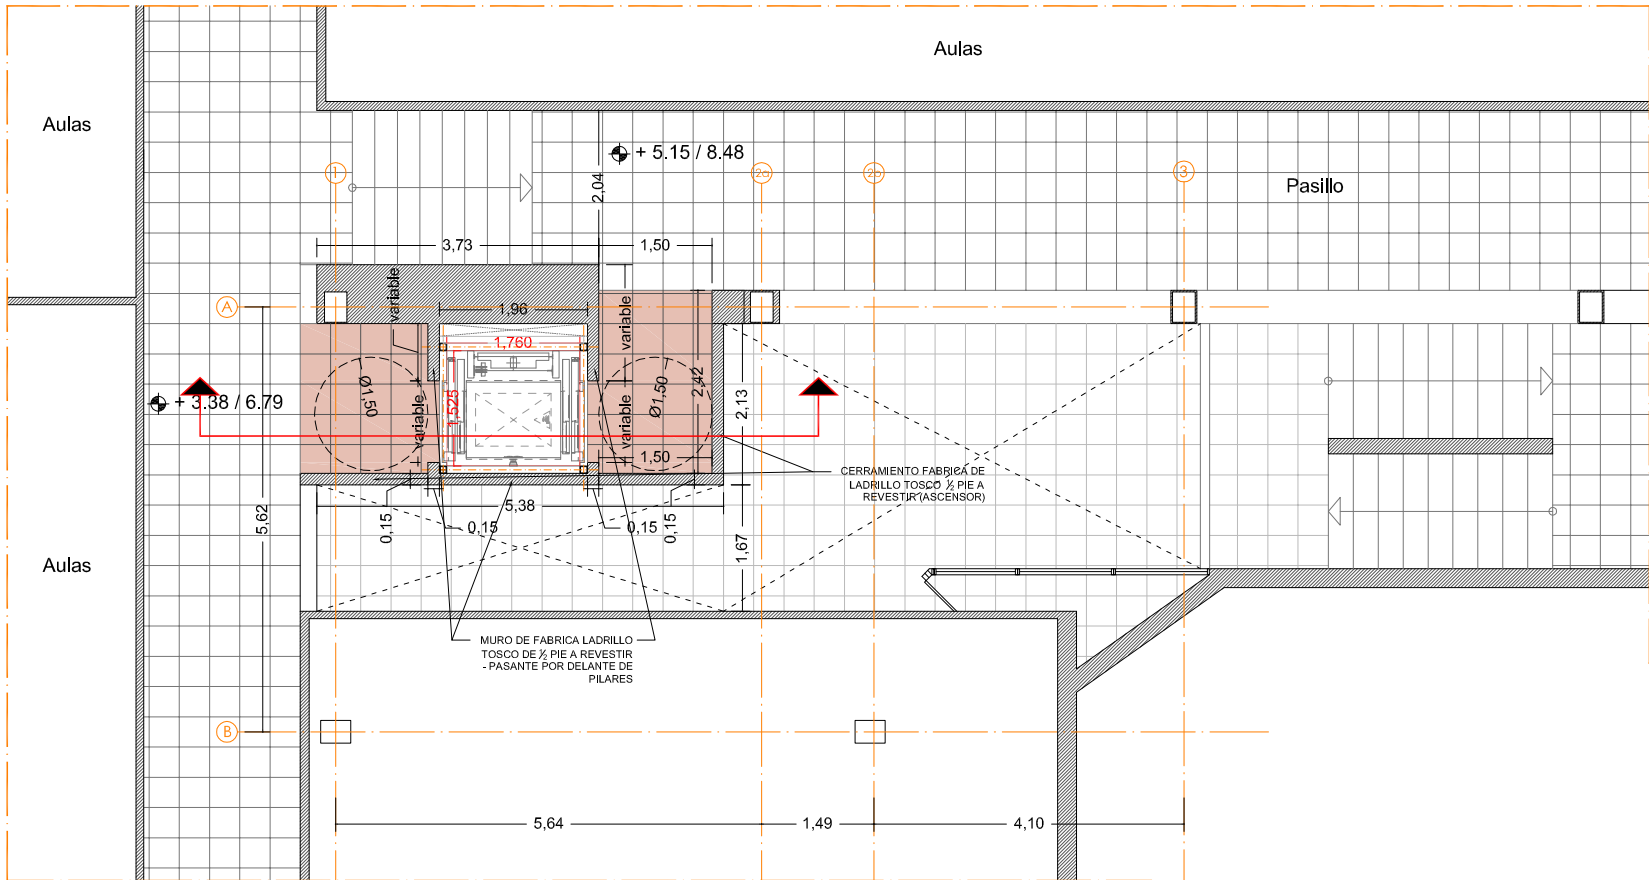 Aulas
Aulas
+ 5.15 / 8.48
1
2a
2b
3
Pasillo
2,04
3,73
1,50
variable
variable
A
1,96
1,760
1,525
Ø1,50
Ø1,50
2,42
2,13
+ 3.38 / 6.79
variable
variable
1,50
CERRAMIENTO FABRICA DE
LADRILLO TOSCO ½ PIE A
REVESTIR (ASCENSOR)
5,38
0,15
0,15
0,15
0,15
5,62
1,67
Aulas
MURO DE FABRICA LADRILLO
TOSCO DE ½ PIE A REVESTIR
- PASANTE POR DELANTE DE
PILARES
B
5,64
1,49
4,10